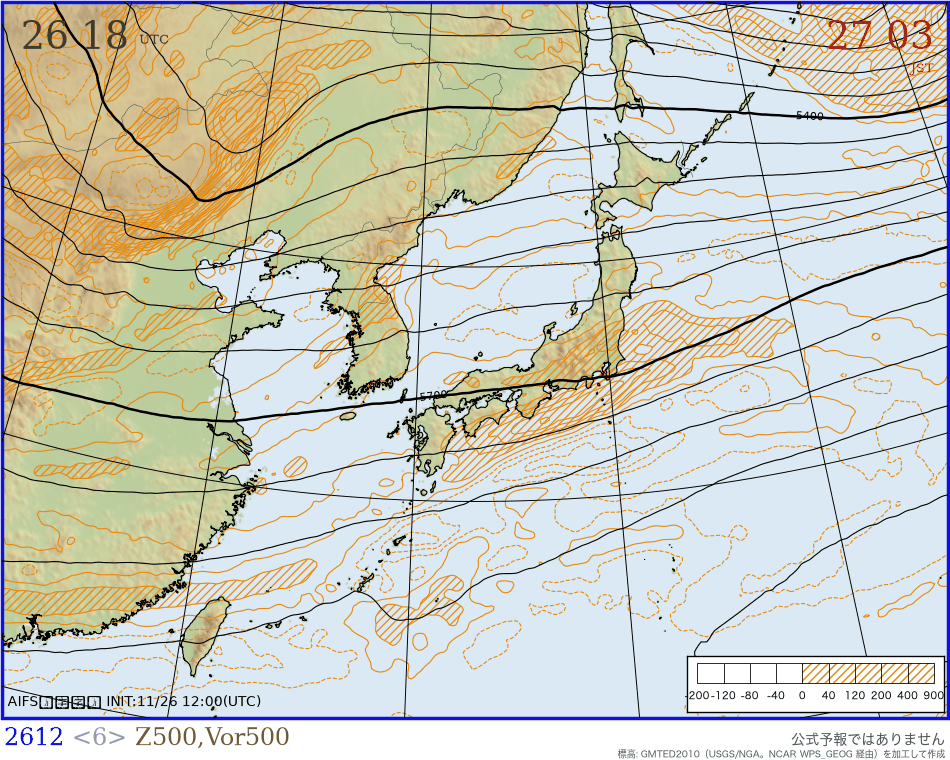 26 18 UTC
27 03
JST
5400
5700
AIFS INIT:11/26 12:00(UTC)
-200 -120 -80 -40 0 40 120 200 400 900
2612 <6> Z500,Vor500
公式予報ではありません
標高: GMTED2010（USGS/NGA。NCAR WPS_GEOG 経由）を加工して作成